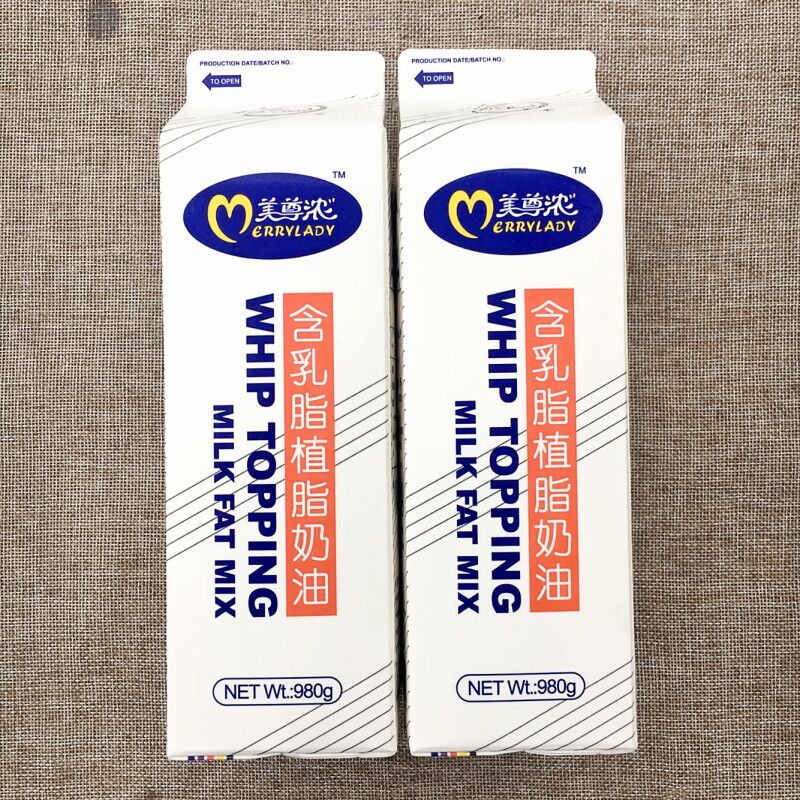 PRODUCTION DATE/BATCH NO.:
TO OPEN
TM
美尊浓
MERRYLADY
含乳脂植脂奶油
WHIP TOPPING
MILK FAT MIX
NET Wt.:980g
PRODUCTION DATE/BATCH NO.:
TO OPEN
TM
美尊浓
MERRYLADY
含乳脂植脂奶油
WHIP TOPPING
MILK FAT MIX
NET Wt.:980g